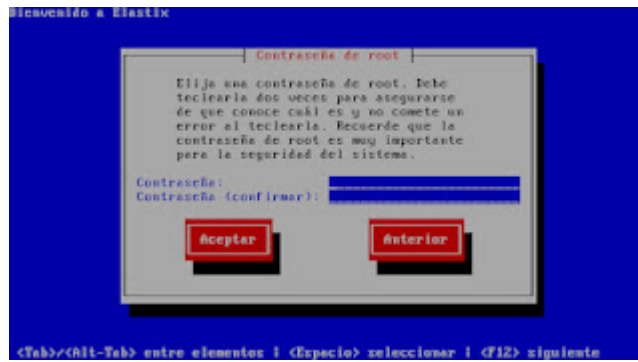 Bienvenido a Elastix
Contraseña de root
Elija una contraseña de root. Debe
teclearla dos veces para asegurarse
de que conoce cuál es y no comete un
error al teclearla. Recuerde que la
contraseña de root es muy importante
para la seguridad del sistema.
Contraseña:
Contraseña (confirmar):
Aceptar Anterior
<Tab>/<Alt-Tab> entre elementos | <Espacio> seleccionar | <F12> siguiente